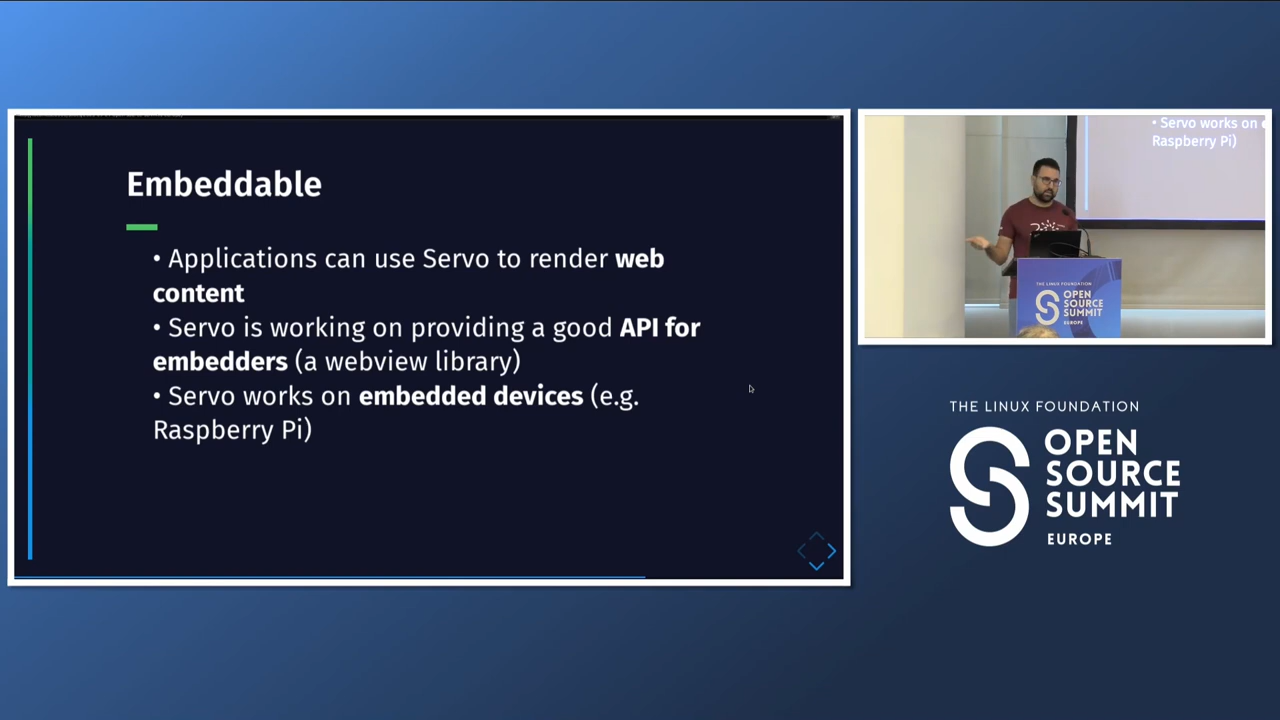 Embeddable
• Applications can use Servo to render web
content
• Servo is working on providing a good API for
embedders (a webview library)
• Servo works on embedded devices (e.g.
Raspberry Pi)
• Servo works on e
Raspberry Pi)
THE LINUX FOUNDATION
OPEN
SOURCE
SUMMIT
EUROPE
THE LINUX FOUNDATION
OPEN
SOURCE
SUMMIT
EUROPE